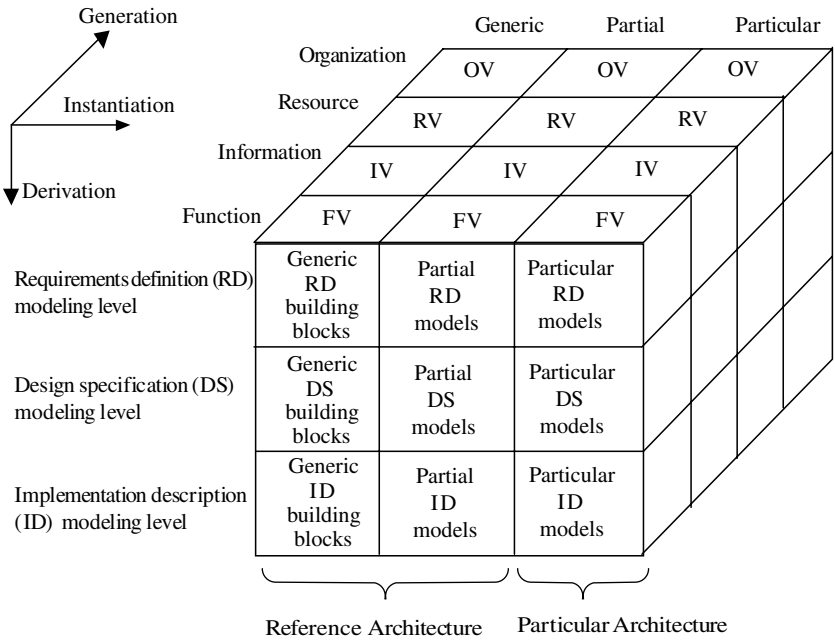 Generation
Generic Partial Particular
Organization
OV OV OV
Resource
Instantiation
RV RV RV
Information
IV IV IV
Derivation
Function
FV FV FV
Requirements definition (RD)
modeling level
Generic
RD
building
blocks
Partial
RD
models
Particular
RD
models
Design specification (DS)
modeling level
Generic
DS
building
blocks
Partial
DS
models
Particular
DS
models
Implementation description
(ID) modeling level
Generic
ID
building
blocks
Partial
ID
models
Particular
ID
models
Reference Architecture
Particular Architecture